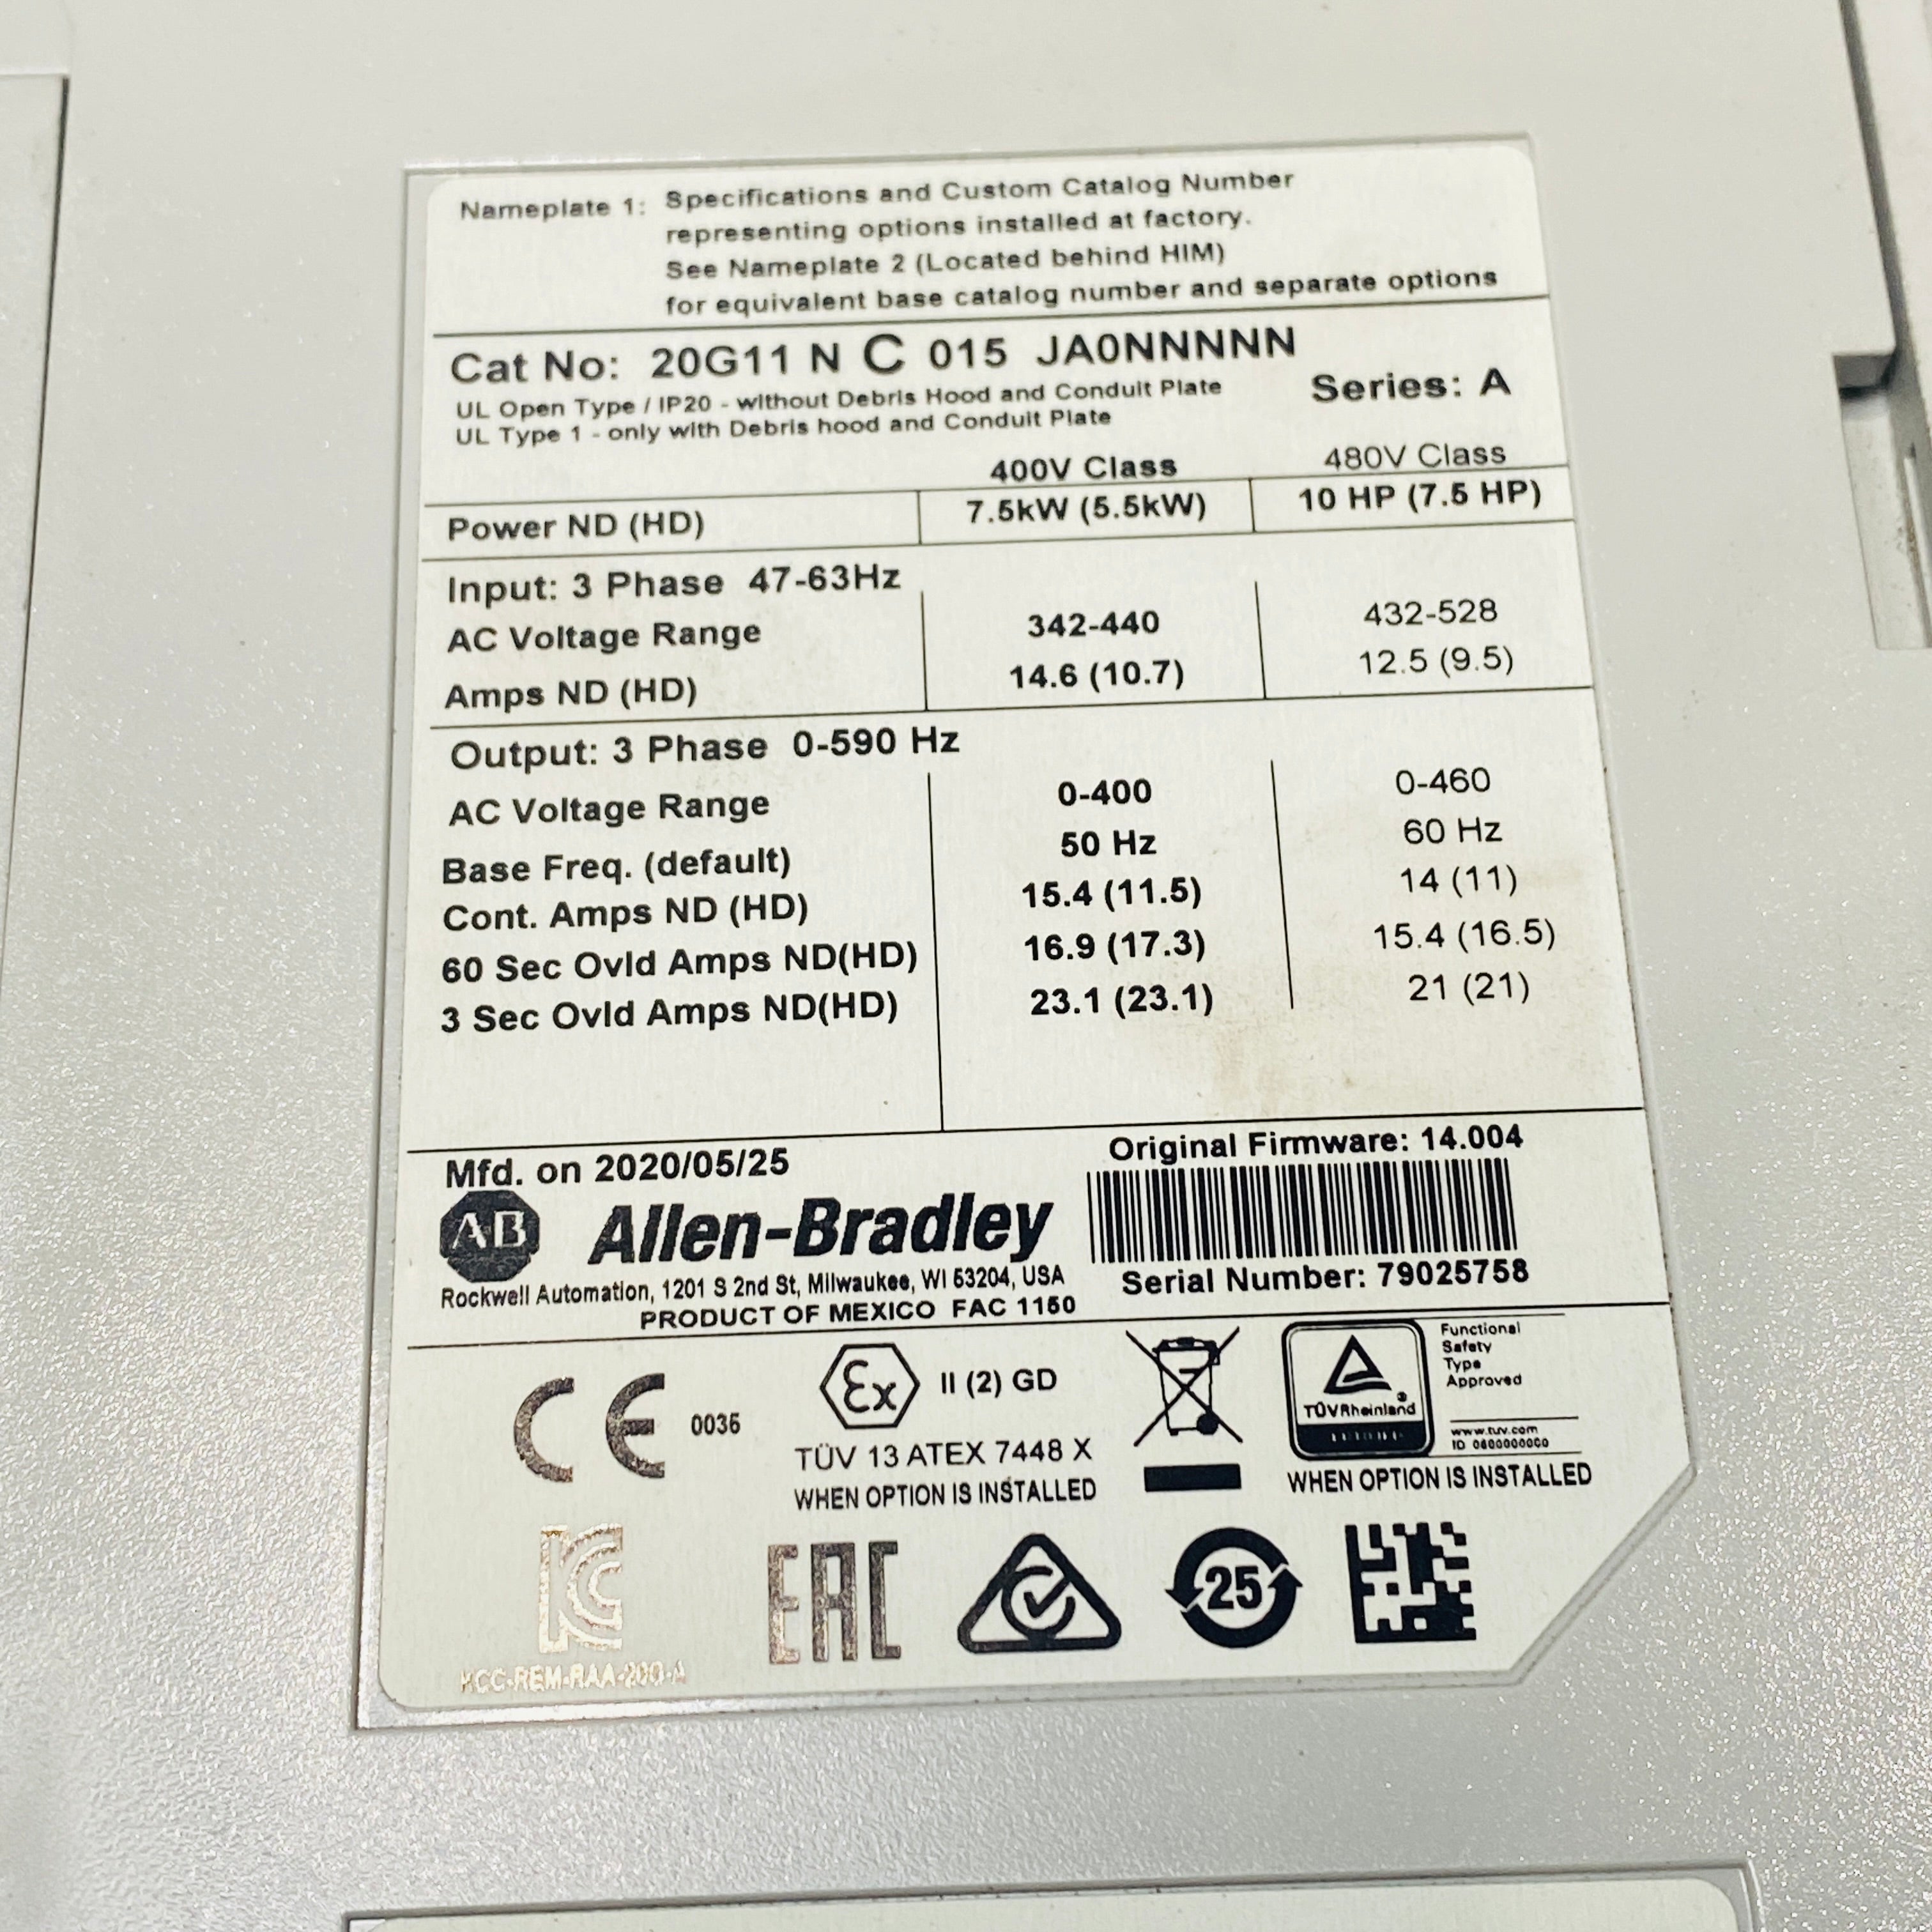 Nameplate 1: Specifications and Custom Catalog Number
representing options installed at factory.
See Nameplate 2 (Located behind HIM)
for equivalent base catalog number and separate options
Cat No: 20G11 N C 015 JA0NNNNN
UL Open Type / IP20 - without Debris Hood and Conduit Plate
Series: A
UL Type 1 - only with Debris hood and Conduit Plate
400V Class 480V Class
Power ND (HD) 7.5kW (5.5kW) 10 HP (7.5 HP)
Input: 3 Phase 47-63Hz
AC Voltage Range 342-440 432-528
Amps ND (HD) 14.6 (10.7) 12.5 (9.5)
Output: 3 Phase 0-590 Hz
AC Voltage Range 0-400 0-460
Base Freq. (default) 50 Hz 60 Hz
Cont. Amps ND (HD) 15.4 (11.5) 14 (11)
60 Sec Ovld Amps ND(HD) 16.9 (17.3) 15.4 (16.5)
3 Sec Ovld Amps ND(HD) 23.1 (23.1) 21 (21)
Mfd. on 2020/05/25
Original Firmware: 14.004
AB Allen-Bradley
Rockwell Automation, 1201 S 2nd St, Milwaukee, WI 53204, USA
Serial Number: 79025758
PRODUCT OF MEXICO FAC 1150
CE 0035
Ex II (2) GD
TÜV 13 ATEX 7448 X
WHEN OPTION IS INSTALLED
TÜVRheinland®
Functional
Safety
Type
Approved
www.tuv.com
WHEN OPTION IS INSTALLED
KC
EAC
25